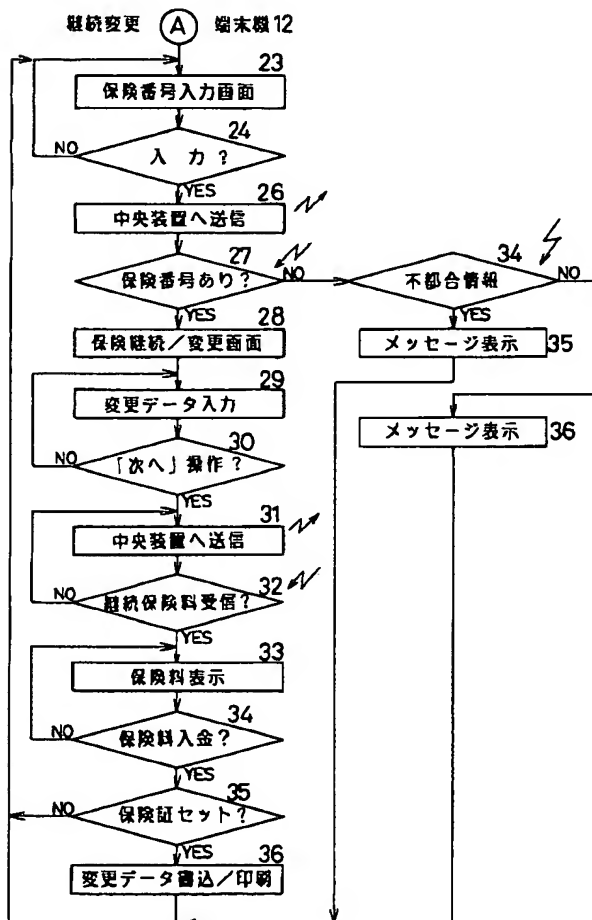 継続変更 A 端末機12
23
保険番号入力画面
24
入 力 ?
NO
YES
26
中央装置へ送信
27
保険番号あり?
NO
YES
28
保険継続/変更画面
29
変更データ入力
30
「次へ」操作?
NO
YES
31
中央装置へ送信
32
継続保険料受信?
NO
YES
33
保険料表示
34
保険料入金?
NO
YES
35
保険証セット?
NO
YES
36
変更データ書込/印刷
34
不都合情報
NO
YES
メッセージ表示 35
メッセージ表示 36